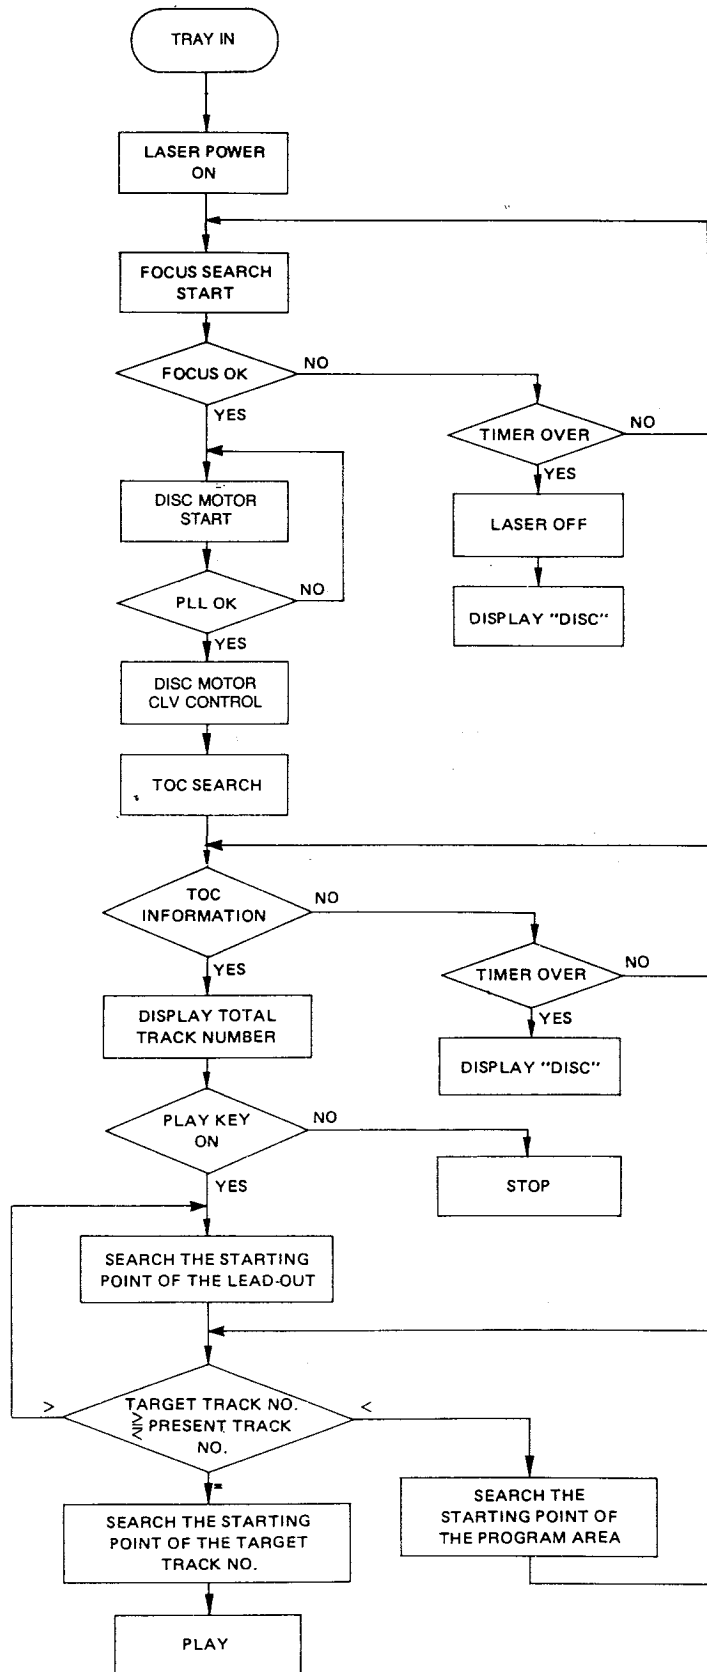 TRAY IN
LASER POWER
ON
FOCUS SEARCH
START
FOCUS OK
NO
YES
TIMER OVER
NO
YES
DISC MOTOR
START
LASER OFF
PLL OK
NO
YES
DISPLAY "DISC"
DISC MOTOR
CLV CONTROL
TOC SEARCH
TOC
INFORMATION
NO
YES
TIMER OVER
NO
YES
DISPLAY TOTAL
TRACK NUMBER
DISPLAY "DISC"
PLAY KEY
ON
NO
YES
STOP
SEARCH THE STARTING
POINT OF THE LEAD-OUT
>
TARGET TRACK NO.
⋛ PRESENT TRACK
NO.
<
=
SEARCH THE STARTING
POINT OF THE TARGET
TRACK NO.
SEARCH THE
STARTING POINT OF
THE PROGRAM AREA
PLAY